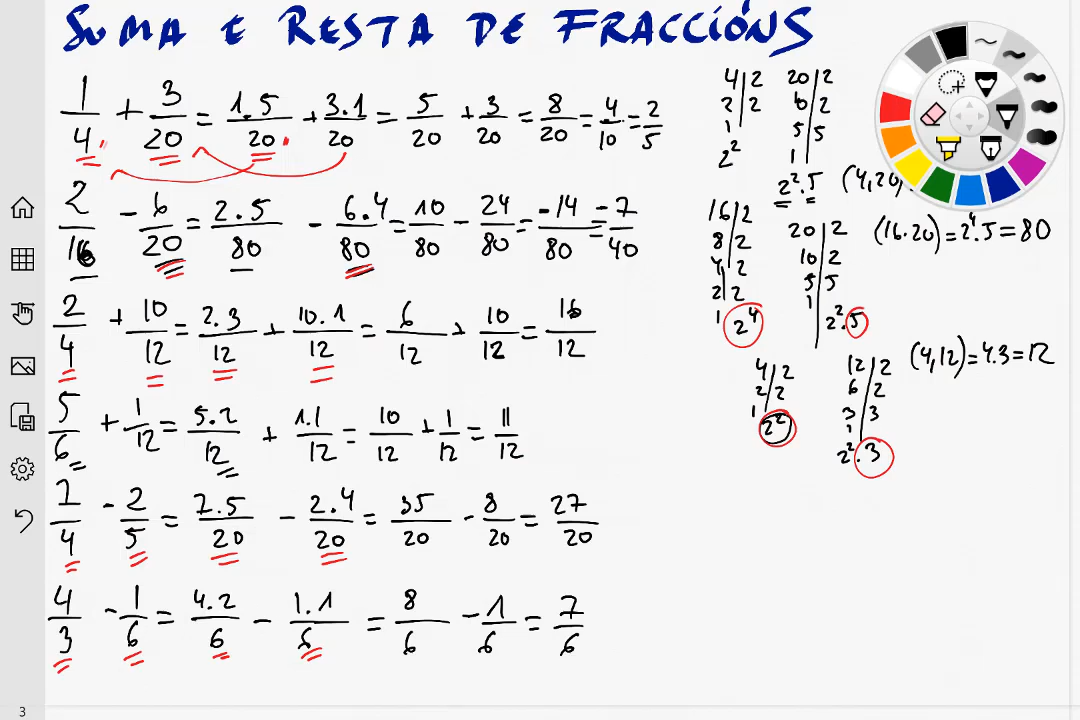 SUMA E RESTA DE FRACCIÓNS
1/4 + 3/20 = 1.5/20 + 3.1/20 = 5/20 + 3/20 = 8/20 = 4/10 = 2/5
2/16 - 6/20 = 2.5/80 - 6.4/80 = 10/80 - 24/80 = -14/80 = -7/40
2/4 + 10/12 = 2.3/12 + 10.1/12 = 6/12 + 10/12 = 16/12
5/6 + 1/12 = 5.2/12 + 1.1/12 = 10/12 + 1/12 = 11/12
7/4 - 2/5 = 7.5/20 - 2.4/20 = 35/20 - 8/20 = 27/20
4/3 - 1/6 = 4.2/6 - 1.1/6 = 8/6 - 1/6 = 7/6
4 | 2
2 | 2
1
2²
20 | 2
10 | 2
5 | 5
1
2².5
(4,20)
16 | 2
8 | 2
4 | 2
2 | 2
1
2⁴
20 | 2
10 | 2
5 | 5
1
2².5
(16.20) = 2⁴.5 = 80
4 | 2
2 | 2
1
2²
12 | 2
6 | 2
3 | 3
1
2².3
(4,12) = 4.3 = 12
3